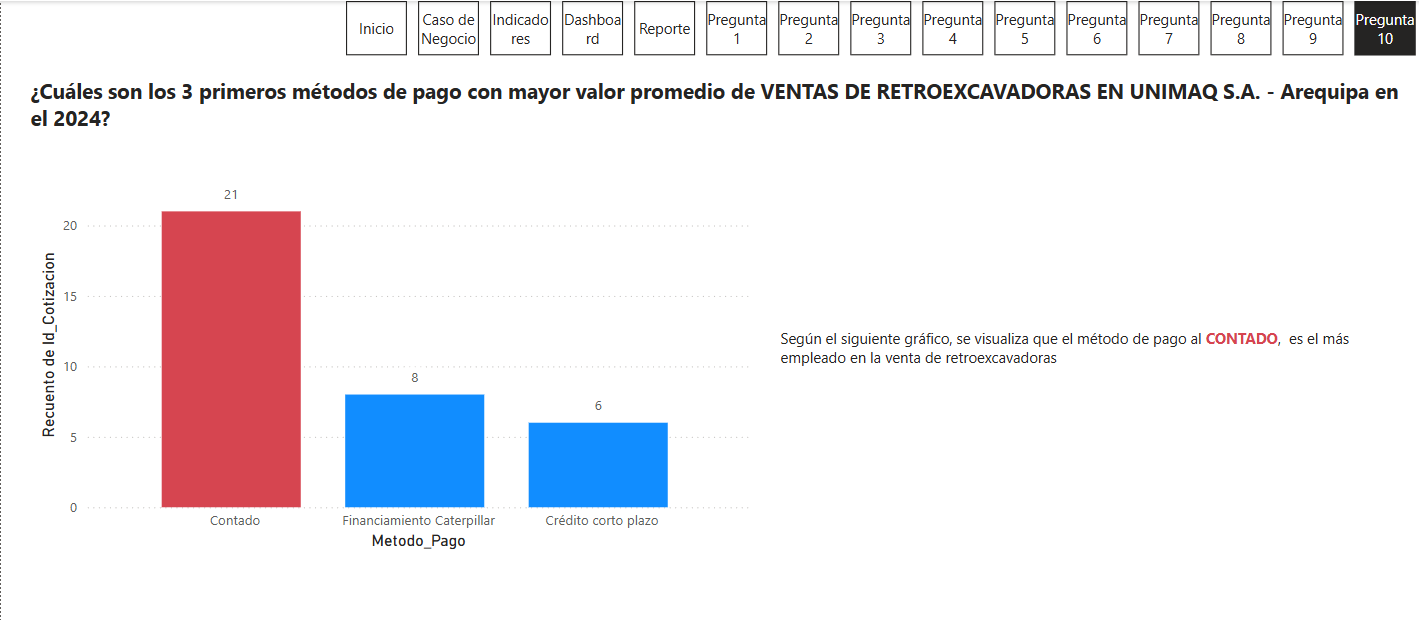 Inicio
Caso de
Negocio
Indicado
res
Dashboa
rd
Reporte
Pregunta
1
Pregunta
2
Pregunta
3
Pregunta
4
Pregunta
5
Pregunta
6
Pregunta
7
Pregunta
8
Pregunta
9
Pregunta
10
¿Cuáles son los 3 primeros métodos de pago con mayor valor promedio de VENTAS DE RETROEXCAVADORAS EN UNIMAQ S.A. - Arequipa en
el 2024?
Recuento de Id_Cotizacion
20
15
10
5
0
21
8
6
Contado
Financiamiento Caterpillar
Crédito corto plazo
Metodo_Pago
Según el siguiente gráfico, se visualiza que el método de pago al CONTADO, es el más
empleado en la venta de retroexcavadoras